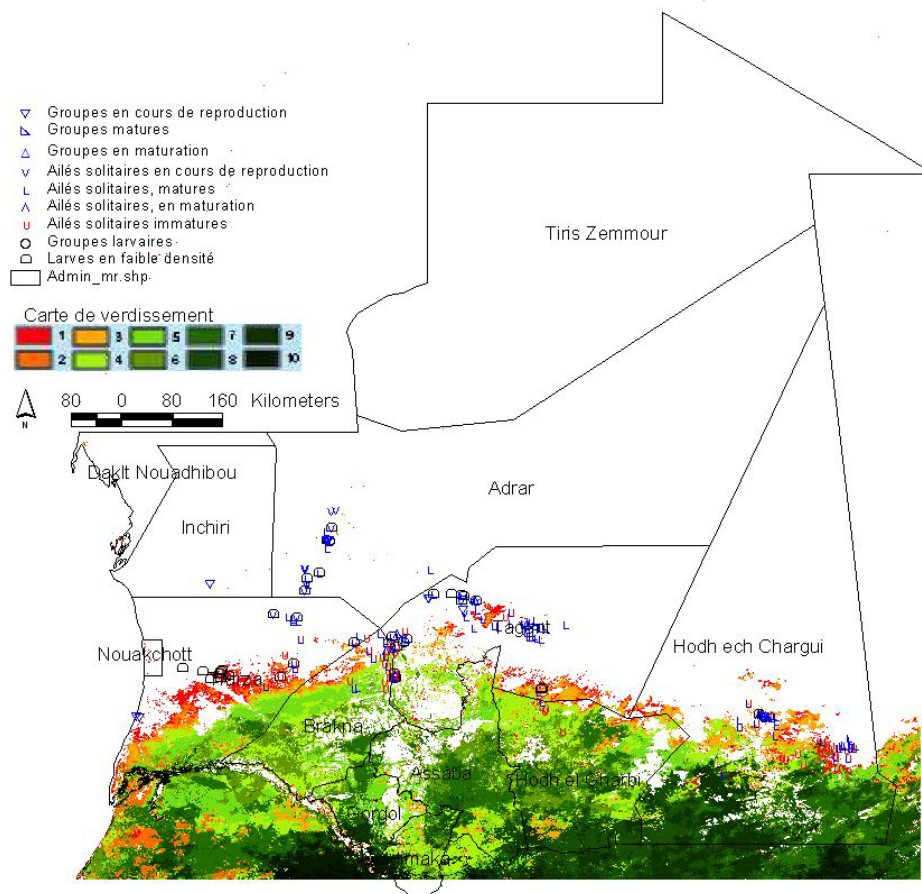 Groupes en cours de reproduction
Groupes matures
Groupes en maturation
Ailés solitaires en cours de reproduction
Ailés solitaires, matures
Ailés solitaires, en maturation
Ailés solitaires immatures
Groupes larvaires
Larves en faible densité
Admin_mr.shp
Carte de verdissement
1 3 5 7 9
2 4 6 8 10
80 0 80 160 Kilometers
N
Tiris Zemmour
Daklt Nouadhibou
Adrar
Inchiri
Tagant
Hodh ech Chargui
Nouakchott
Brakna
Assaba
Hodh el Gharbi
Gorgol